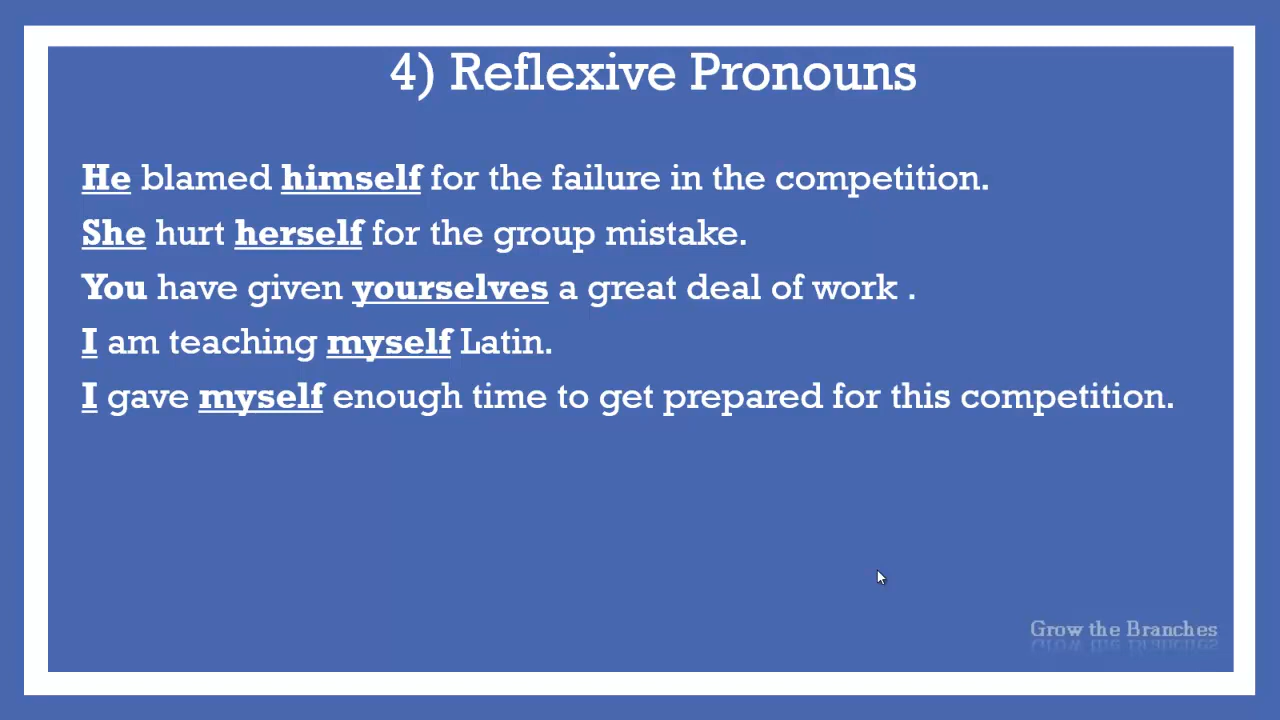 4) Reflexive Pronouns
He blamed himself for the failure in the competition.
She hurt herself for the group mistake.
You have given yourselves a great deal of work .
I am teaching myself Latin.
I gave myself enough time to get prepared for this competition.
Grow the Branches